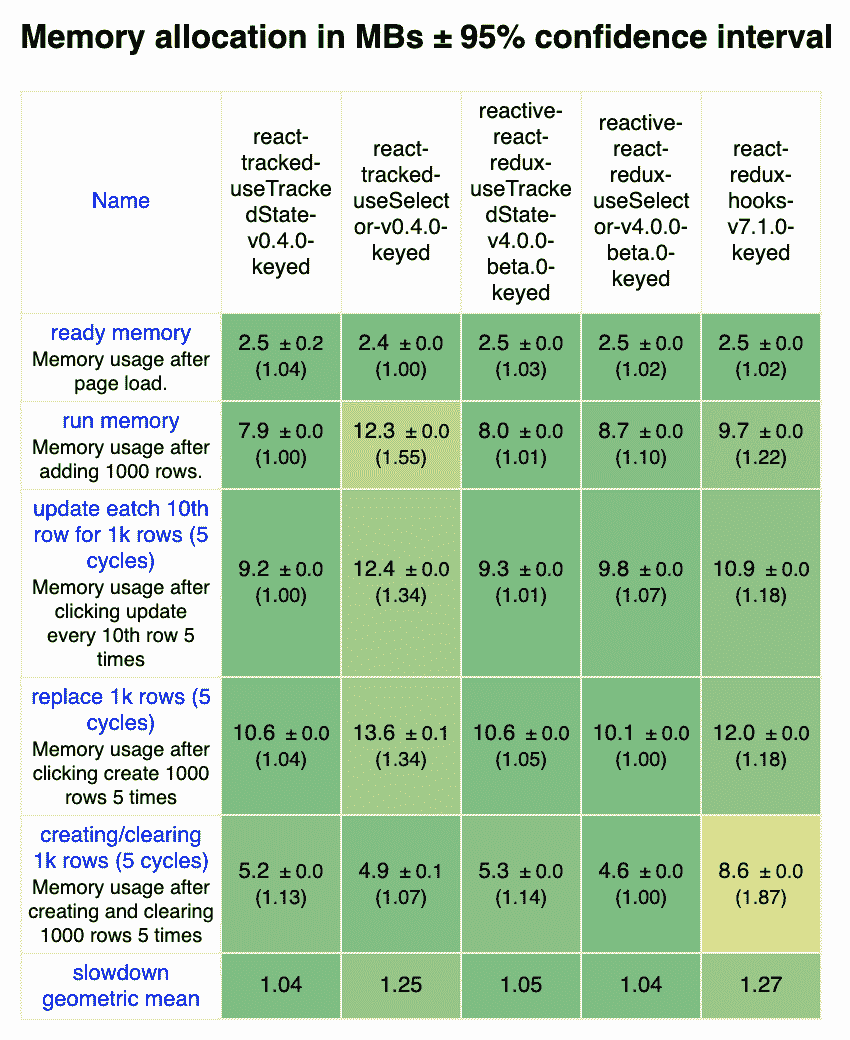 Memory allocation in MBs ± 95% confidence interval
Name
react-
tracked-
useTracke
dState-
v0.4.0-
keyed
react-
tracked-
useSelect
or-v0.4.0-
keyed
reactive-
react-
redux-
useTracke
dState-
v4.0.0-
beta.0-
keyed
reactive-
react-
redux-
useSelect
or-v4.0.0-
beta.0-
keyed
react-
redux-
hooks-
v7.1.0-
keyed
ready memory
Memory usage after
page load.
2.5 ± 0.2
(1.04)
2.4 ± 0.0
(1.00)
2.5 ± 0.0
(1.03)
2.5 ± 0.0
(1.02)
2.5 ± 0.0
(1.02)
run memory
Memory usage after
adding 1000 rows.
7.9 ± 0.0
(1.00)
12.3 ± 0.0
(1.55)
8.0 ± 0.0
(1.01)
8.7 ± 0.0
(1.10)
9.7 ± 0.0
(1.22)
update eatch 10th
row for 1k rows (5
cycles)
Memory usage after
clicking update
every 10th row 5
times
9.2 ± 0.0
(1.00)
12.4 ± 0.0
(1.34)
9.3 ± 0.0
(1.01)
9.8 ± 0.0
(1.07)
10.9 ± 0.0
(1.18)
replace 1k rows (5
cycles)
Memory usage after
clicking create 1000
rows 5 times
10.6 ± 0.0
(1.04)
13.6 ± 0.1
(1.34)
10.6 ± 0.0
(1.05)
10.1 ± 0.0
(1.00)
12.0 ± 0.0
(1.18)
creating/clearing
1k rows (5 cycles)
Memory usage after
creating and clearing
1000 rows 5 times
5.2 ± 0.0
(1.13)
4.9 ± 0.1
(1.07)
5.3 ± 0.0
(1.14)
4.6 ± 0.0
(1.00)
8.6 ± 0.0
(1.87)
slowdown
geometric mean
1.04
1.25
1.05
1.04
1.27